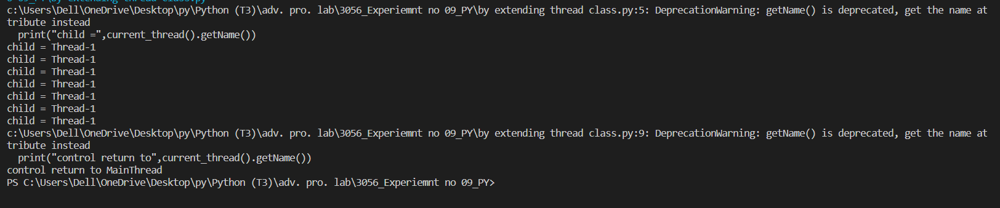 c:\Users\Dell\OneDrive\Desktop\py\Python (T3)\adv. pro. lab\3056_Experiemnt no 09_PY\by extending thread class.py:5: DeprecationWarning: getName() is deprecated, get the name at
tribute instead
  print("child =",current_thread().getName())
child = Thread-1
child = Thread-1
child = Thread-1
child = Thread-1
child = Thread-1
child = Thread-1
child = Thread-1
c:\Users\Dell\OneDrive\Desktop\py\Python (T3)\adv. pro. lab\3056_Experiemnt no 09_PY\by extending thread class.py:9: DeprecationWarning: getName() is deprecated, get the name at
tribute instead
  print("control return to",current_thread().getName())
control return to MainThread
PS C:\Users\Dell\OneDrive\Desktop\py\Python (T3)\adv. pro. lab\3056_Experiemnt no 09_PY>